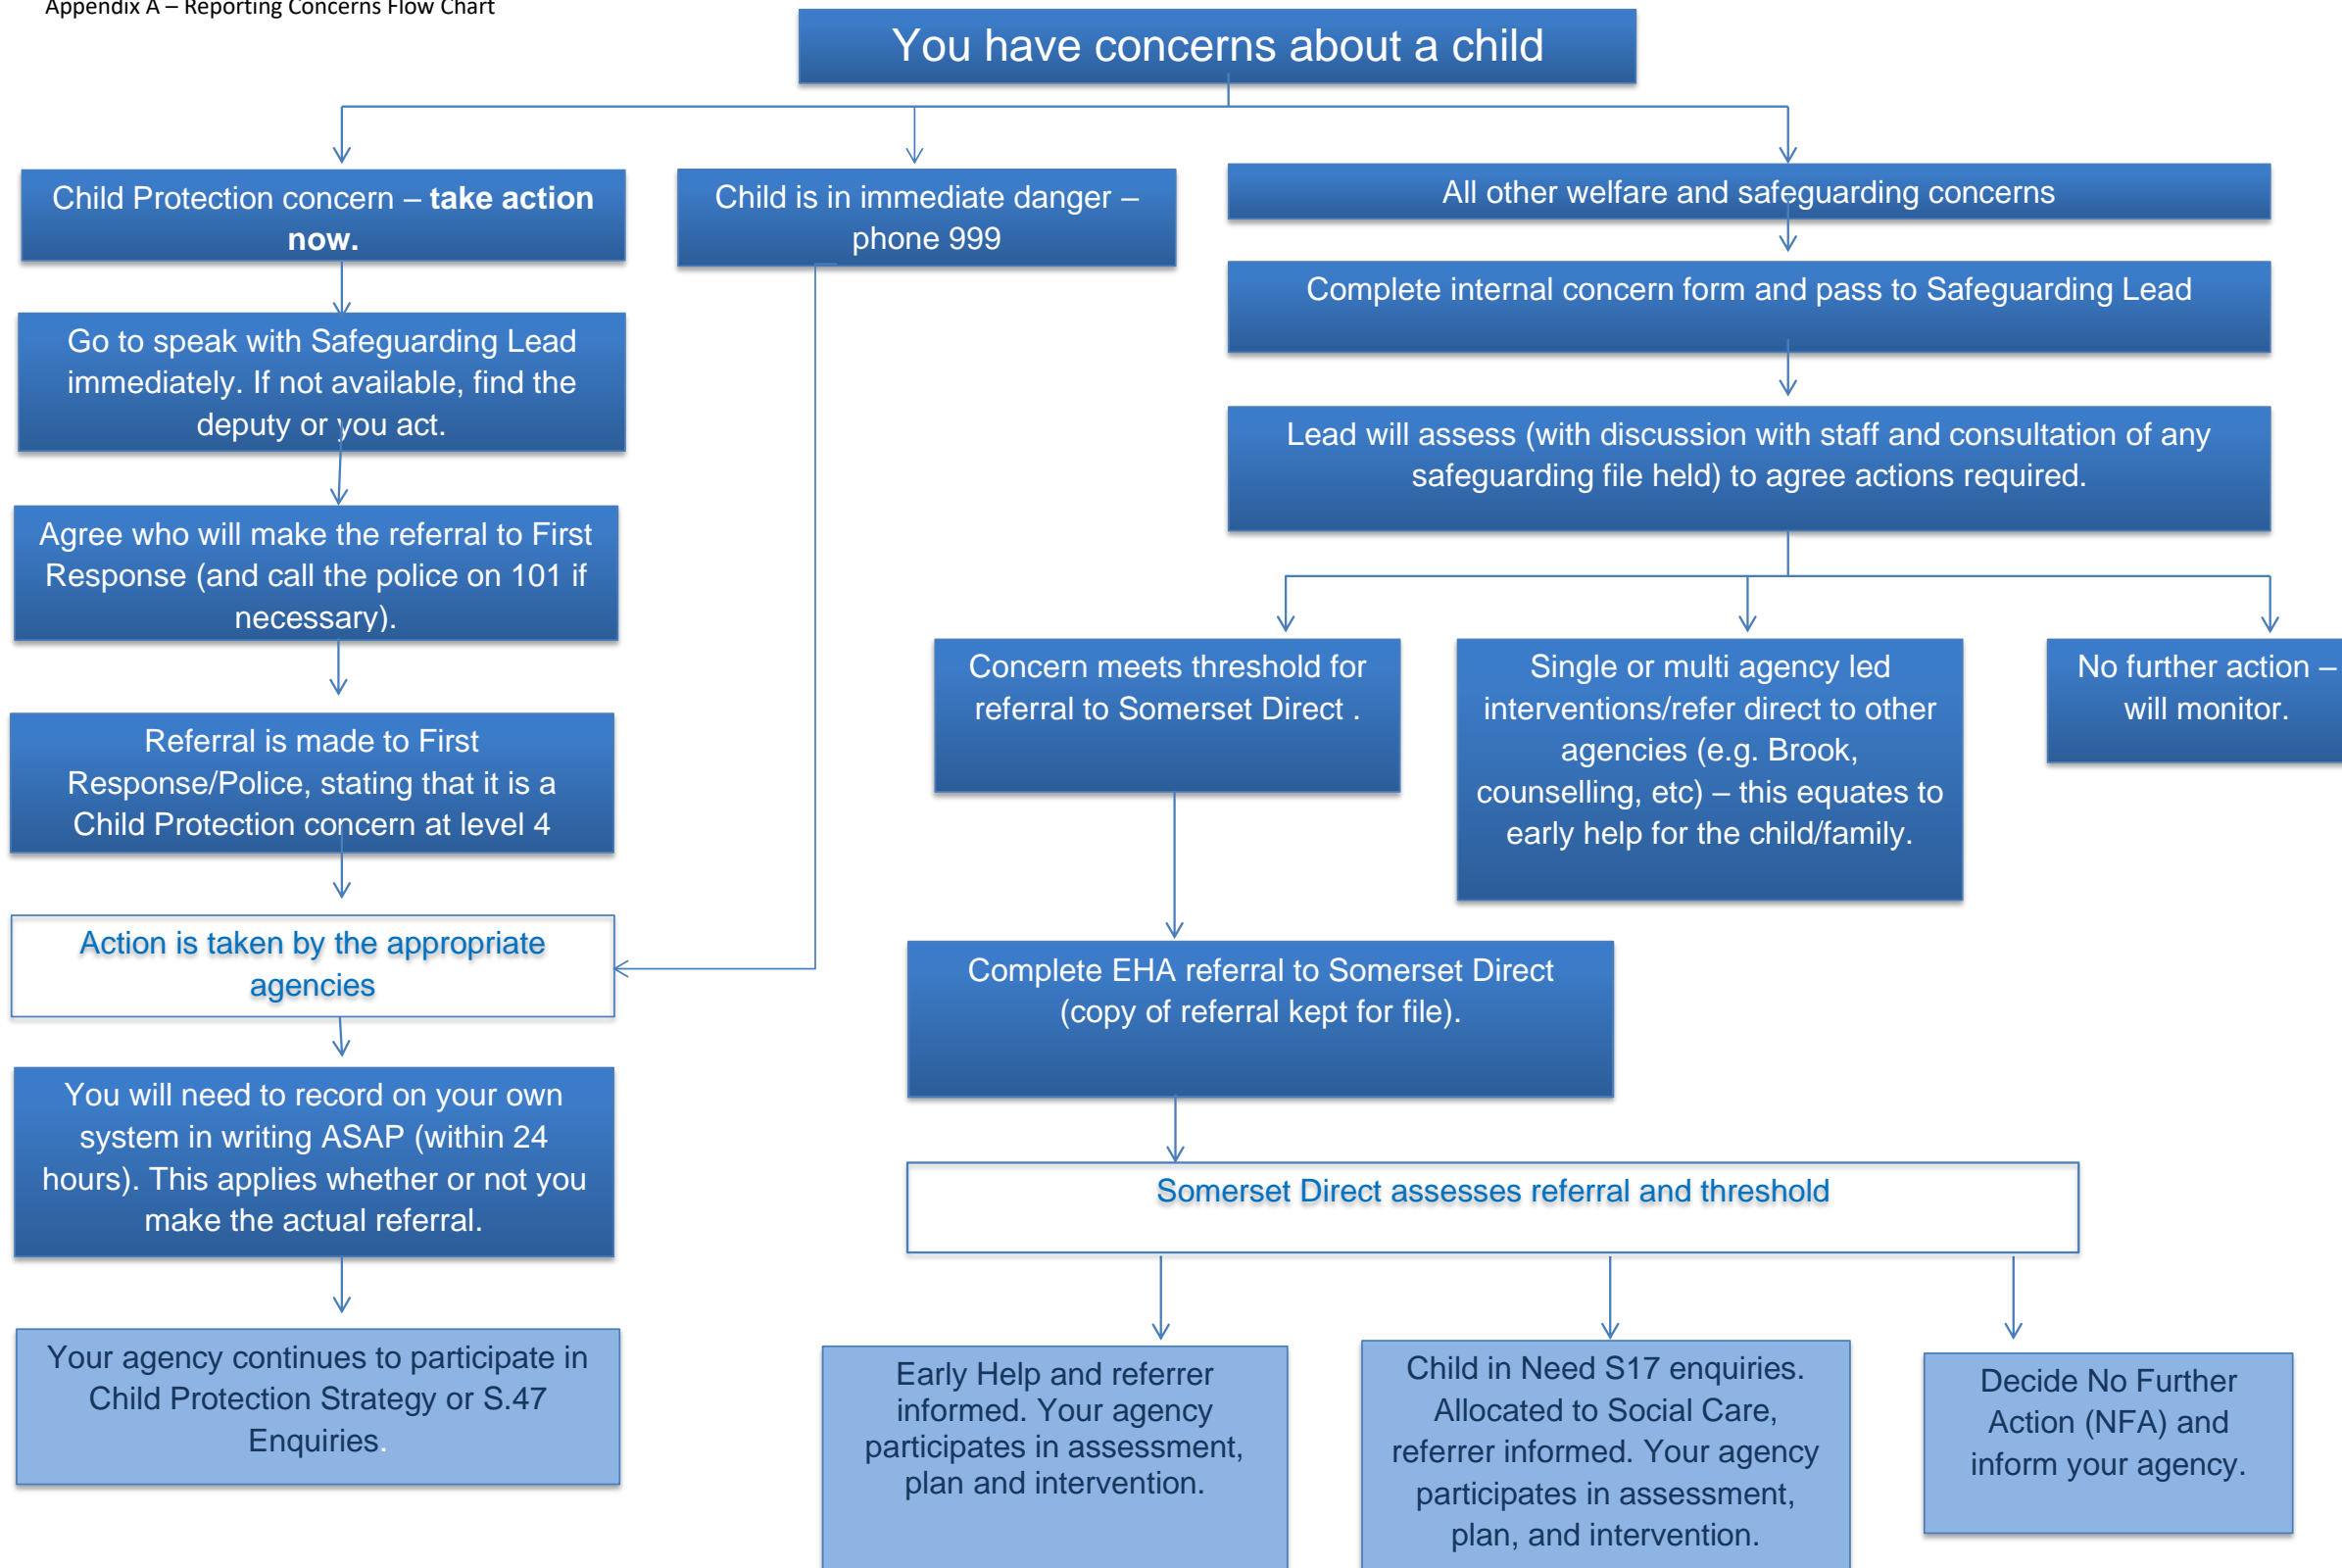 Appendix A – Reporting Concerns Flow Chart
You have concerns about a child
Child Protection concern – take action
now.
Child is in immediate danger –
phone 999
All other welfare and safeguarding concerns
Go to speak with Safeguarding Lead
immediately. If not available, find the
deputy or you act.
Complete internal concern form and pass to Safeguarding Lead
Lead will assess (with discussion with staff and consultation of any
safeguarding file held) to agree actions required.
Agree who will make the referral to First
Response (and call the police on 101 if
necessary).
Concern meets threshold for
referral to Somerset Direct .
Single or multi agency led
interventions/refer direct to other
agencies (e.g. Brook,
counselling, etc) – this equates to
early help for the child/family.
No further action –
will monitor.
Referral is made to First
Response/Police, stating that it is a
Child Protection concern at level 4
Action is taken by the appropriate
agencies
Complete EHA referral to Somerset Direct
(copy of referral kept for file).
You will need to record on your own
system in writing ASAP (within 24
hours). This applies whether or not you
make the actual referral.
Somerset Direct assesses referral and threshold
Your agency continues to participate in
Child Protection Strategy or S.47
Enquiries.
Early Help and referrer
informed. Your agency
participates in assessment,
plan and intervention.
Child in Need S17 enquiries.
Allocated to Social Care,
referrer informed. Your agency
participates in assessment,
plan, and intervention.
Decide No Further
Action (NFA) and
inform your agency.